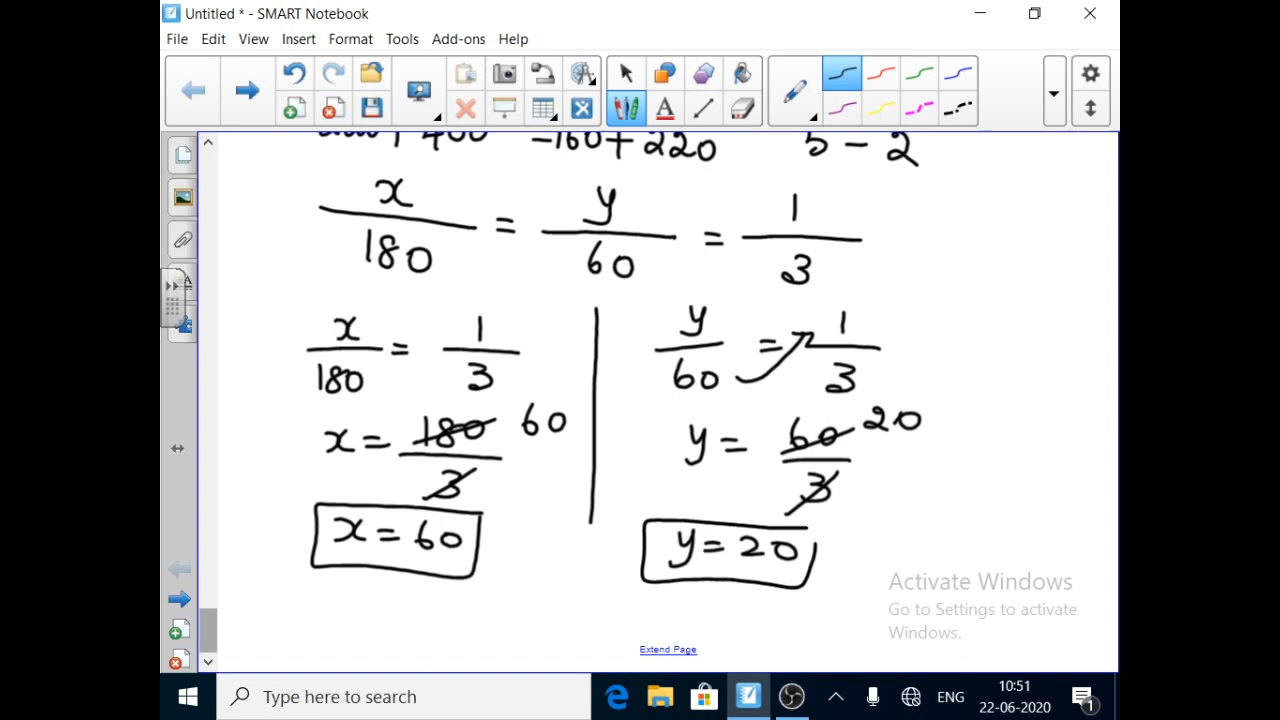 Untitled * - SMART Notebook
File Edit View Insert Format Tools Add-ons Help
400 -160+220 5 - 2
x/180 = y/60 = 1/3
x/180 = 1/3 y/60 = 1/3
x = 180/3 60 y = 60/3 20
x = 60 y = 20
Activate Windows
Go to Settings to activate
Windows.
Extend Page
Type here to search
ENG
10:51
22-06-2020
1